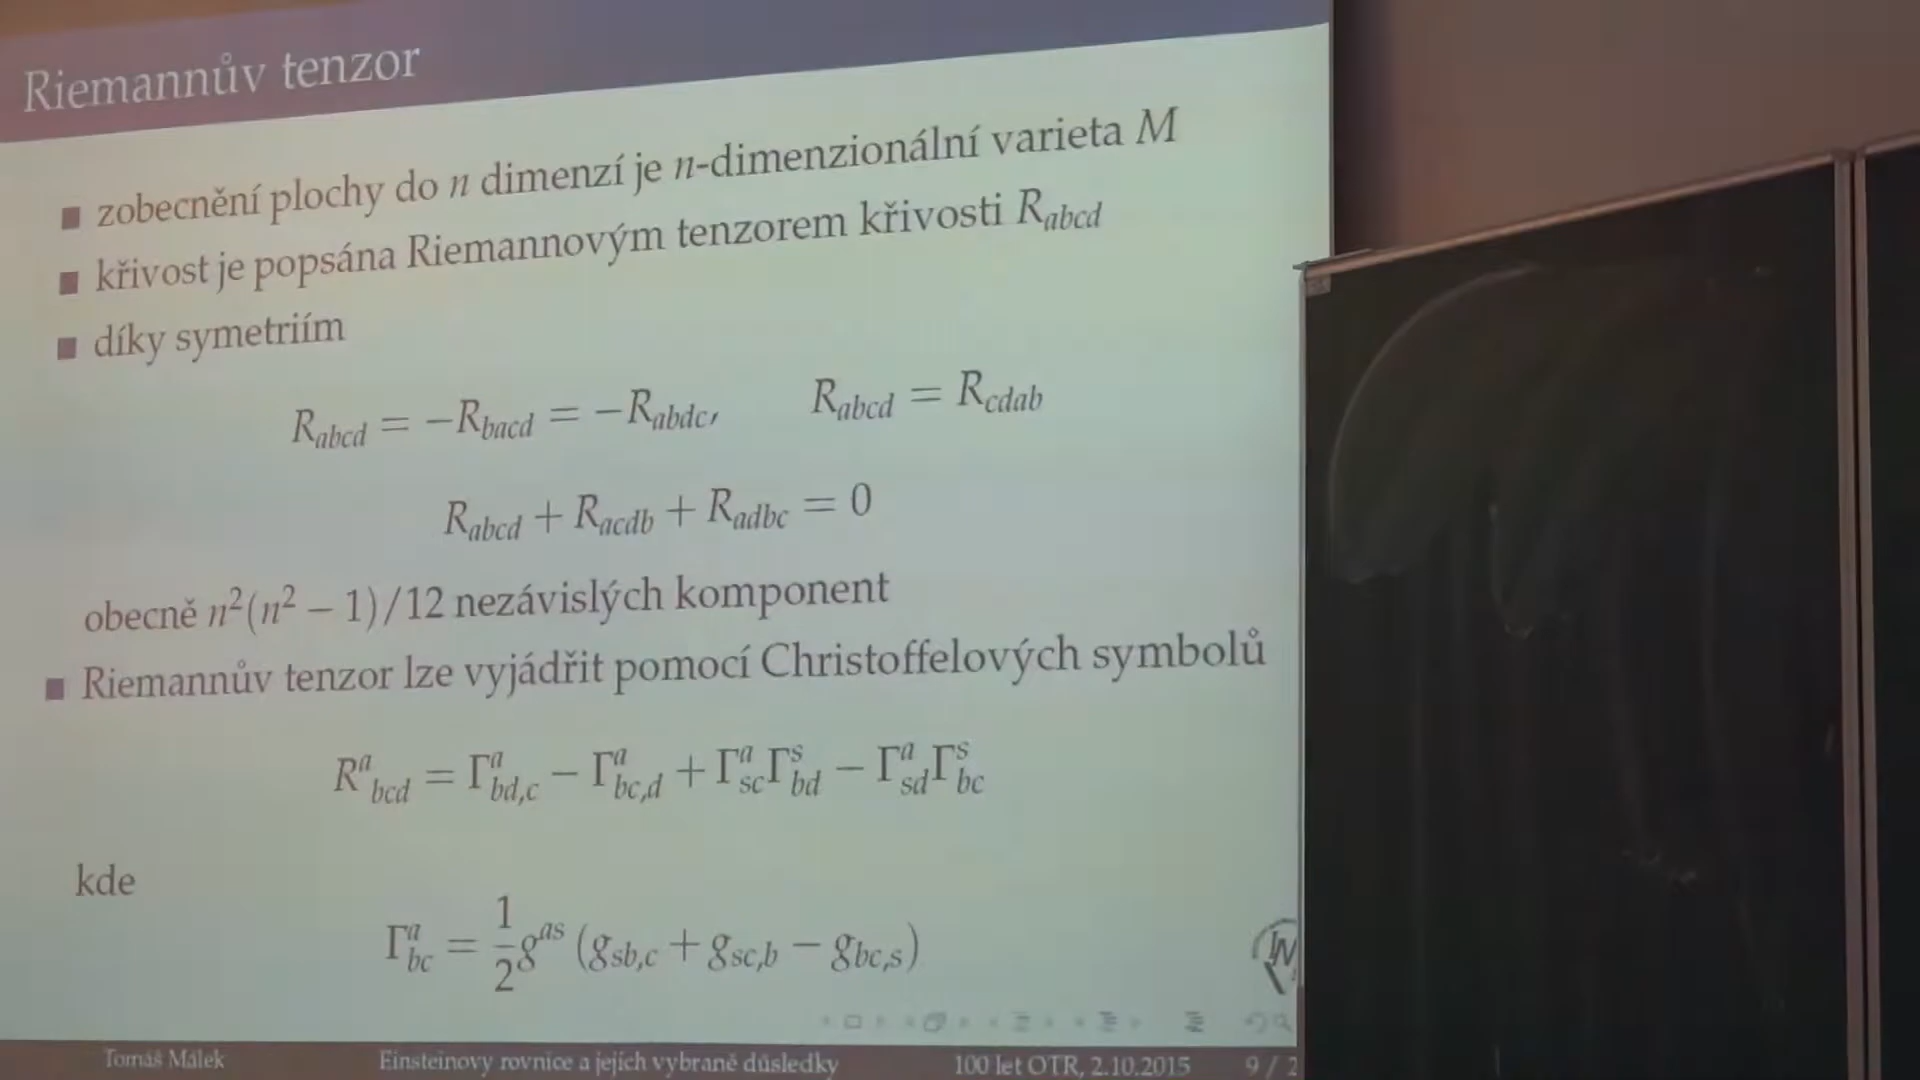 Riemannův tenzor
■ zobecnění plochy do n dimenzí je n-dimenzionální varieta M
■ křivost je popsána Riemannovým tenzorem křivosti R_{abcd}
■ díky symetriím
R_{abcd} = −R_{bacd} = −R_{abdc}, R_{abcd} = R_{cdab}
R_{abcd} + R_{acdb} + R_{adbc} = 0
obecně n²(n² − 1)/12 nezávislých komponent
■ Riemannův tenzor lze vyjádřit pomocí Christoffelových symbolů
R^a_{bcd} = Γ^a_{bd,c} − Γ^a_{bc,d} + Γ^a_{sc}Γ^s_{bd} − Γ^a_{sd}Γ^s_{bc}
kde
Γ^a_{bc} = \frac{1}{2}g^{as} (g_{sb,c} + g_{sc,b} − g_{bc,s})
Tomáš Málek Einsteinovy rovnice a jejich vybrané důsledky 100 let OTR, 2.10.2015 9 / 2